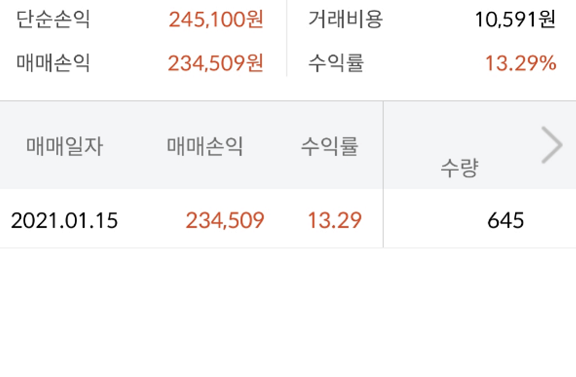 단순손익 245,100원 거래비용 10,591원
매매손익 234,509원 수익률 13.29%
매매일자 매매손익 수익률 수량
2021.01.15 234,509 13.29 645